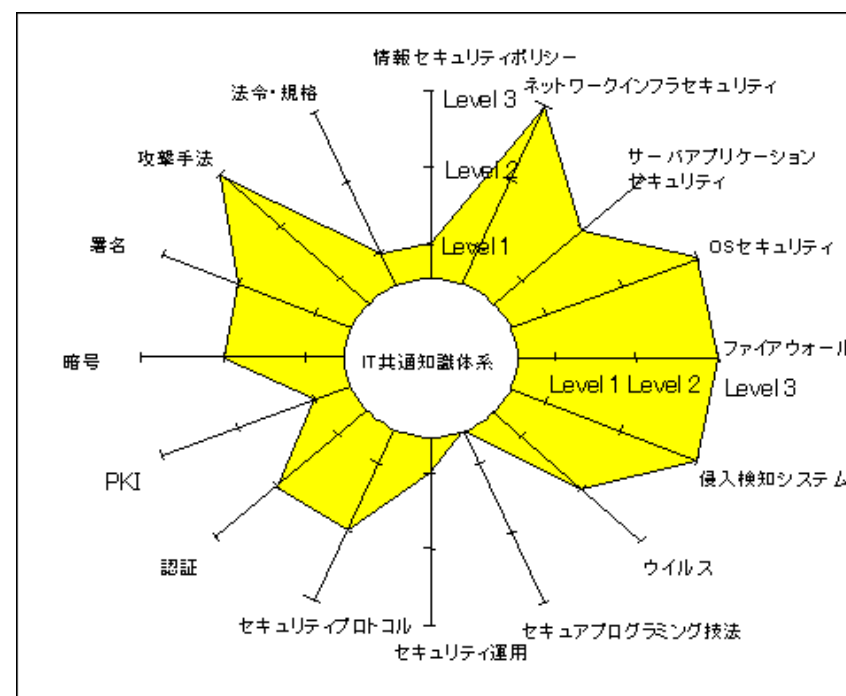 情報セキュリティポリシー
ネットワークインフラセキュリティ
法令・規格
Level 3
サーバアプリケーション
セキュリティ
攻撃手法
Level 2
署名
Level 1
OSセキュリティ
暗号
IT共通知識体系
ファイアウォール
Level 1 Level 2 Level 3
PKI
侵入検知システム
認証
ウイルス
セキュリティプロトコル
セキュアプログラミング技法
セキュリティ運用